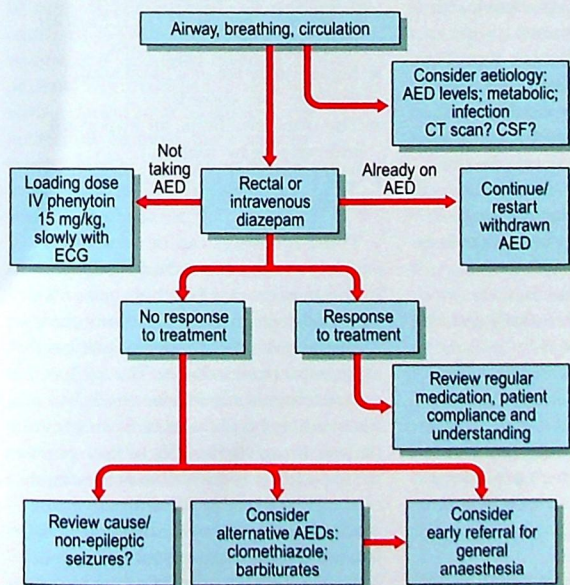 Airway, breathing, circulation
Consider aetiology:
AED levels; metabolic;
infection
CT scan? CSF?
Not
taking
AED
Already on
AED
Loading dose
IV phenytoin
15 mg/kg,
slowly with
ECG
Rectal or
intravenous
diazepam
Continue/
restart
withdrawn
AED
No response
to treatment
Response
to treatment
Review regular
medication, patient
compliance and
understanding
Review cause/
non-epileptic
seizures?
Consider
alternative AEDs:
clomethiazole;
barbiturates
Consider
early referral for
general
anaesthesia